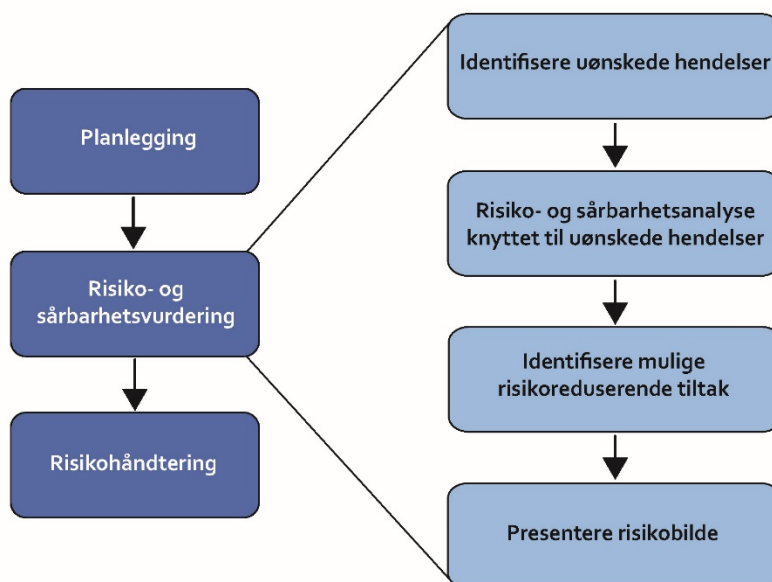 Planlegging
Risiko- og
sårbarhetsvurdering
Risikohåndtering
Identifisere uønskede hendelser
Risiko- og sårbarhetsanalyse
knyttet til uønskede hendelser
Identifisere mulige
risikoreduserende tiltak
Presentere risikobilde